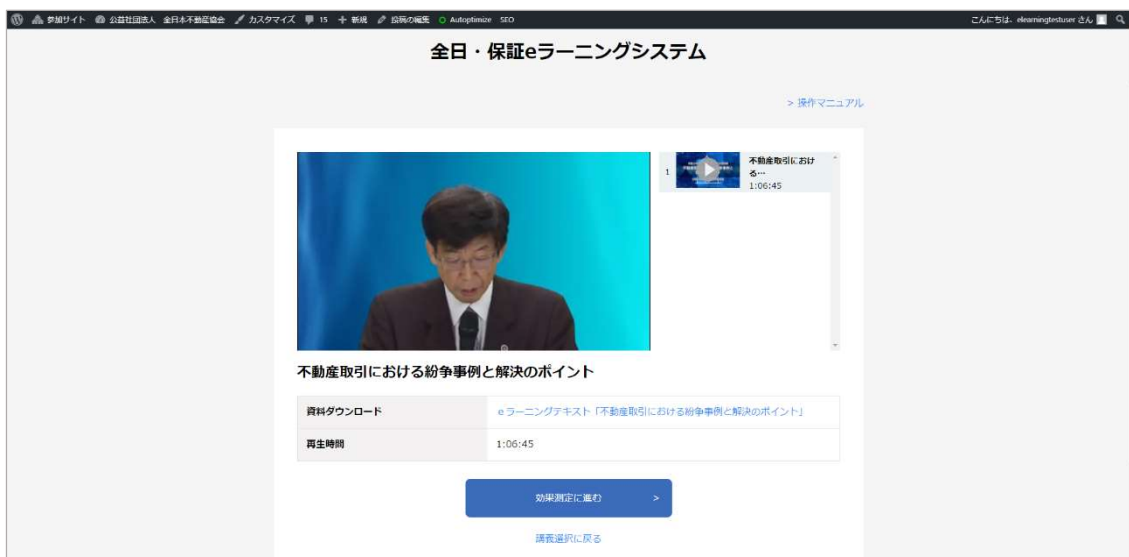 参加サイト 公益社団法人 全日本不動産協会 カスタマイズ 15 新規 投稿の編集 Autoptimize SEO こんにちは、elearningtestuser さん
全日・保証eラーニングシステム
> 操作マニュアル
1 不動産取引におけ
る…
1:06:45
不動産取引における紛争事例と解決のポイント
資料ダウンロード eラーニングテキスト「不動産取引における紛争事例と解決のポイント」
再生時間 1:06:45
効果測定に進む >
講義選択に戻る